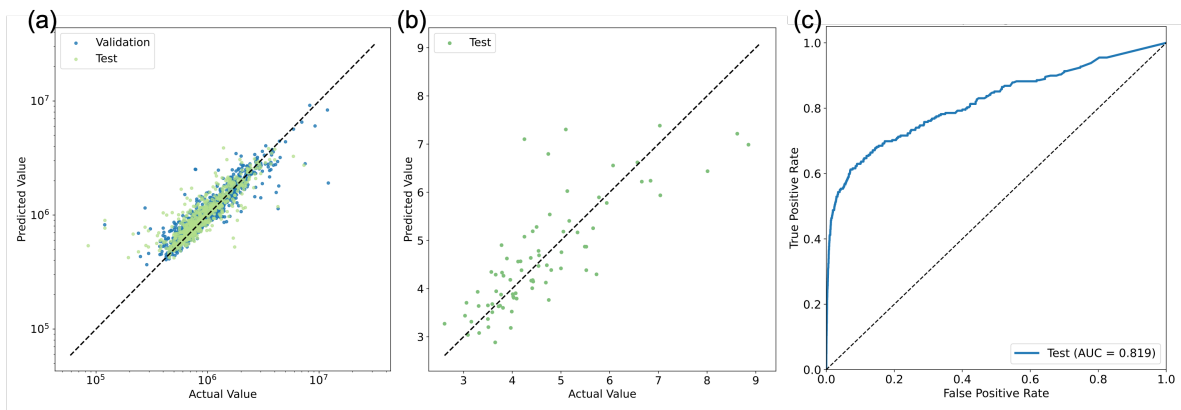 (a)
Validation
Test
10^7
10^6
10^5
Predicted Value
10^5
10^6
10^7
Actual Value
(b)
Test
9
8
7
6
5
4
3
Predicted Value
3
4
5
6
7
8
9
Actual Value
(c)
1.0
0.8
0.6
0.4
0.2
0.0
True Positive Rate
Test (AUC = 0.819)
0.0
0.2
0.4
0.6
0.8
1.0
False Positive Rate